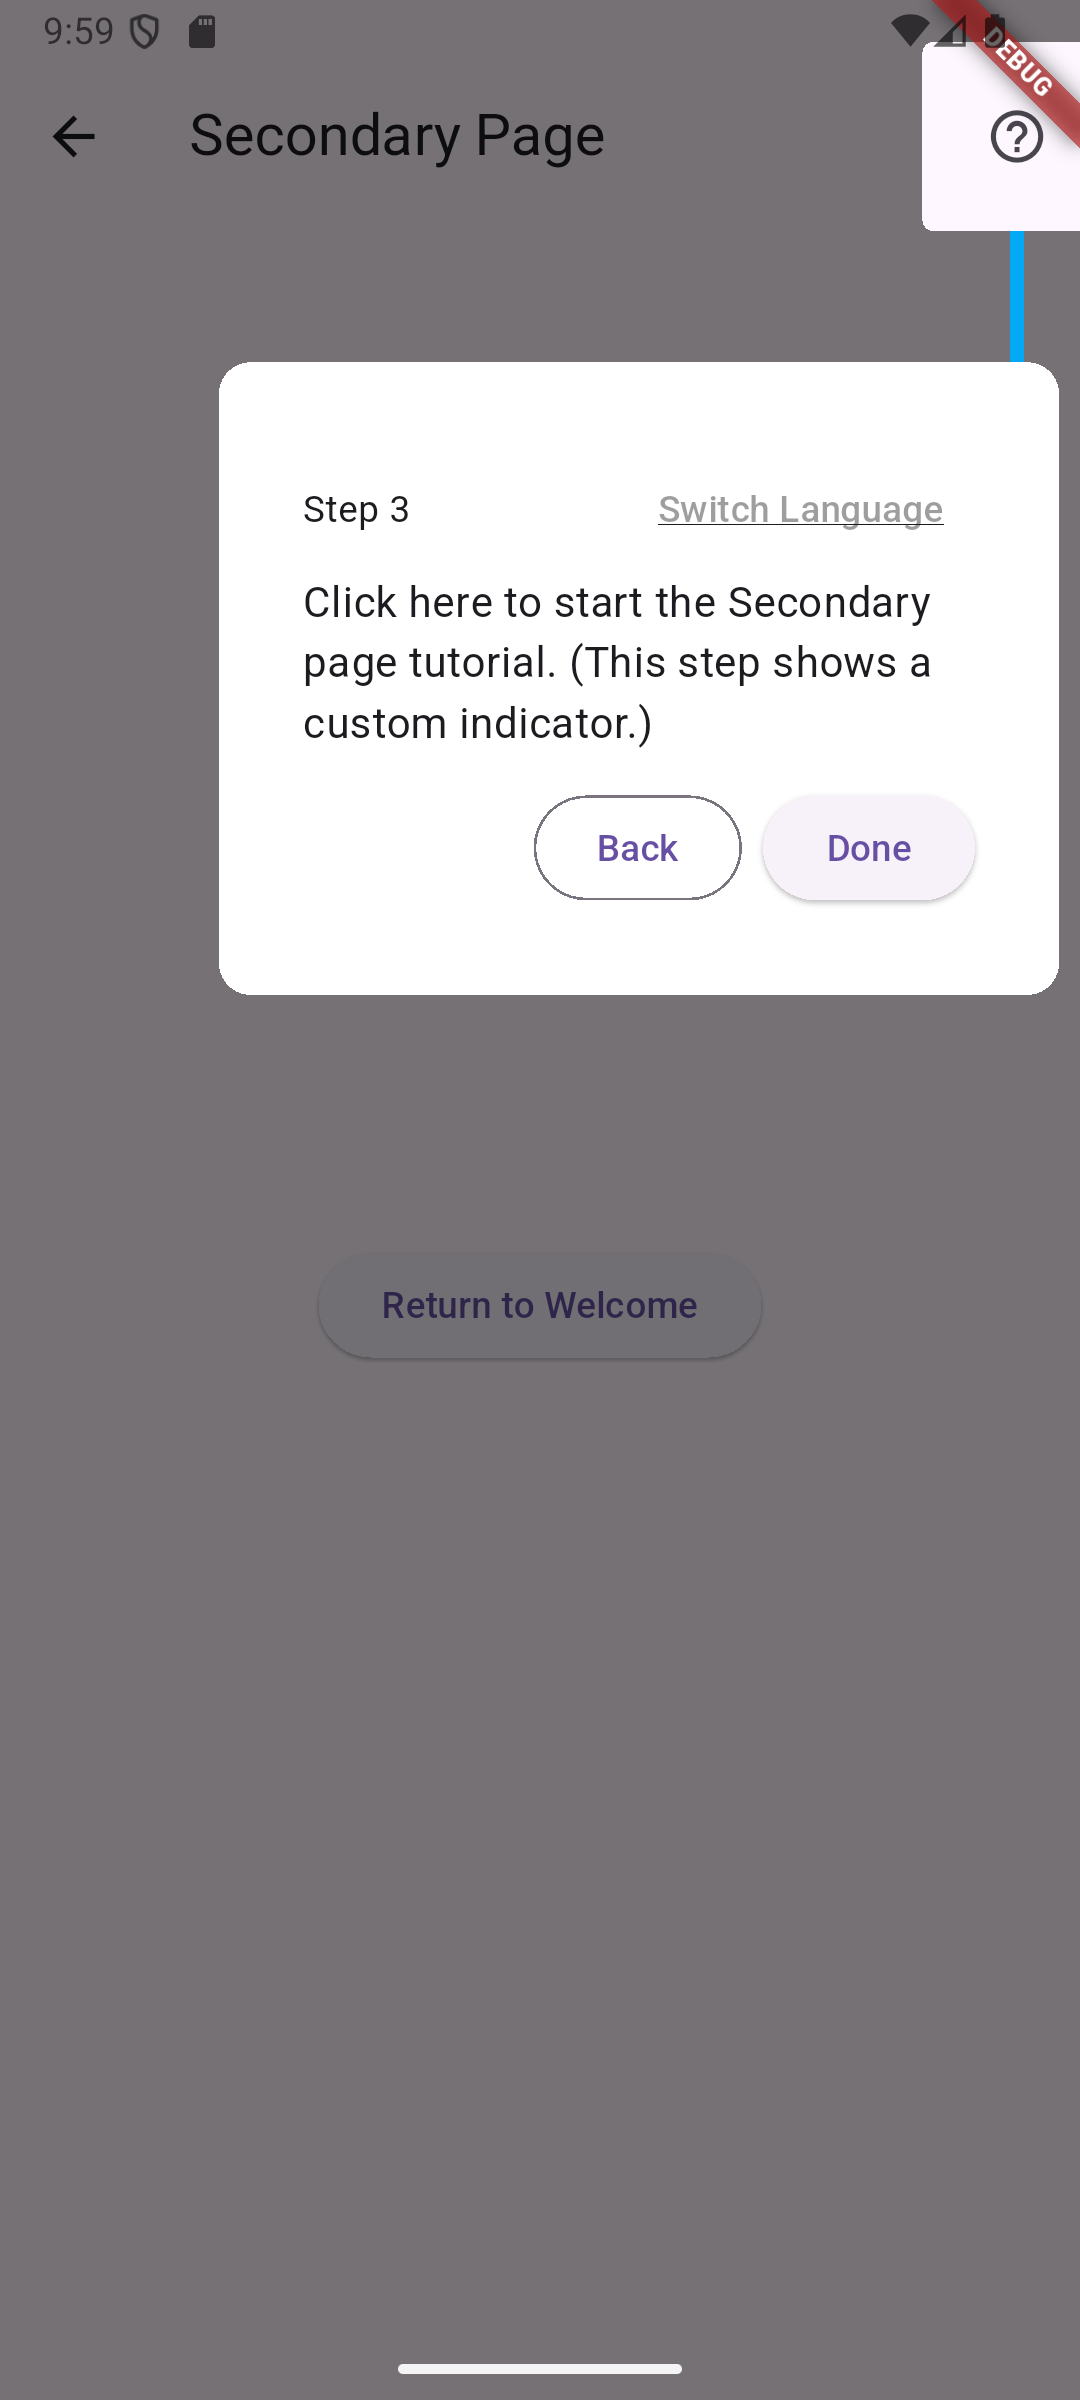 9:59
DEBUG
Secondary Page
Step 3
Switch Language
Click here to start the Secondary
page tutorial. (This step shows a
custom indicator.)
Back
Done
Return to Welcome